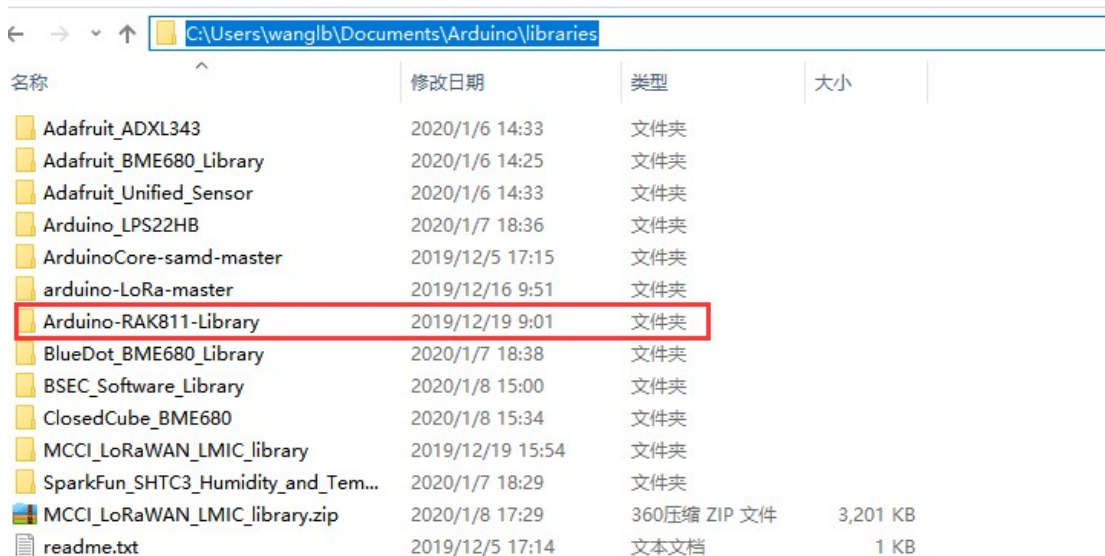 C:\Users\wanglb\Documents\Arduino\libraries
名称 修改日期 类型 大小
Adafruit_ADXL343 2020/1/6 14:33 文件夹
Adafruit_BME680_Library 2020/1/6 14:25 文件夹
Adafruit_Unified_Sensor 2020/1/6 14:33 文件夹
Arduino_LPS22HB 2020/1/7 18:36 文件夹
ArduinoCore-samd-master 2019/12/5 17:15 文件夹
arduino-LoRa-master 2019/12/16 9:51 文件夹
Arduino-RAK811-Library 2019/12/19 9:01 文件夹
BlueDot_BME680_Library 2020/1/7 18:38 文件夹
BSEC_Software_Library 2020/1/8 15:00 文件夹
ClosedCube_BME680 2020/1/8 15:34 文件夹
MCCI_LoRaWAN_LMIC_library 2019/12/19 15:54 文件夹
SparkFun_SHTC3_Humidity_and_Tem... 2020/1/7 18:29 文件夹
MCCI_LoRaWAN_LMIC_library.zip 2020/1/8 17:29 360压缩 ZIP 文件 3,201 KB
readme.txt 2019/12/5 17:14 文本文档 1 KB